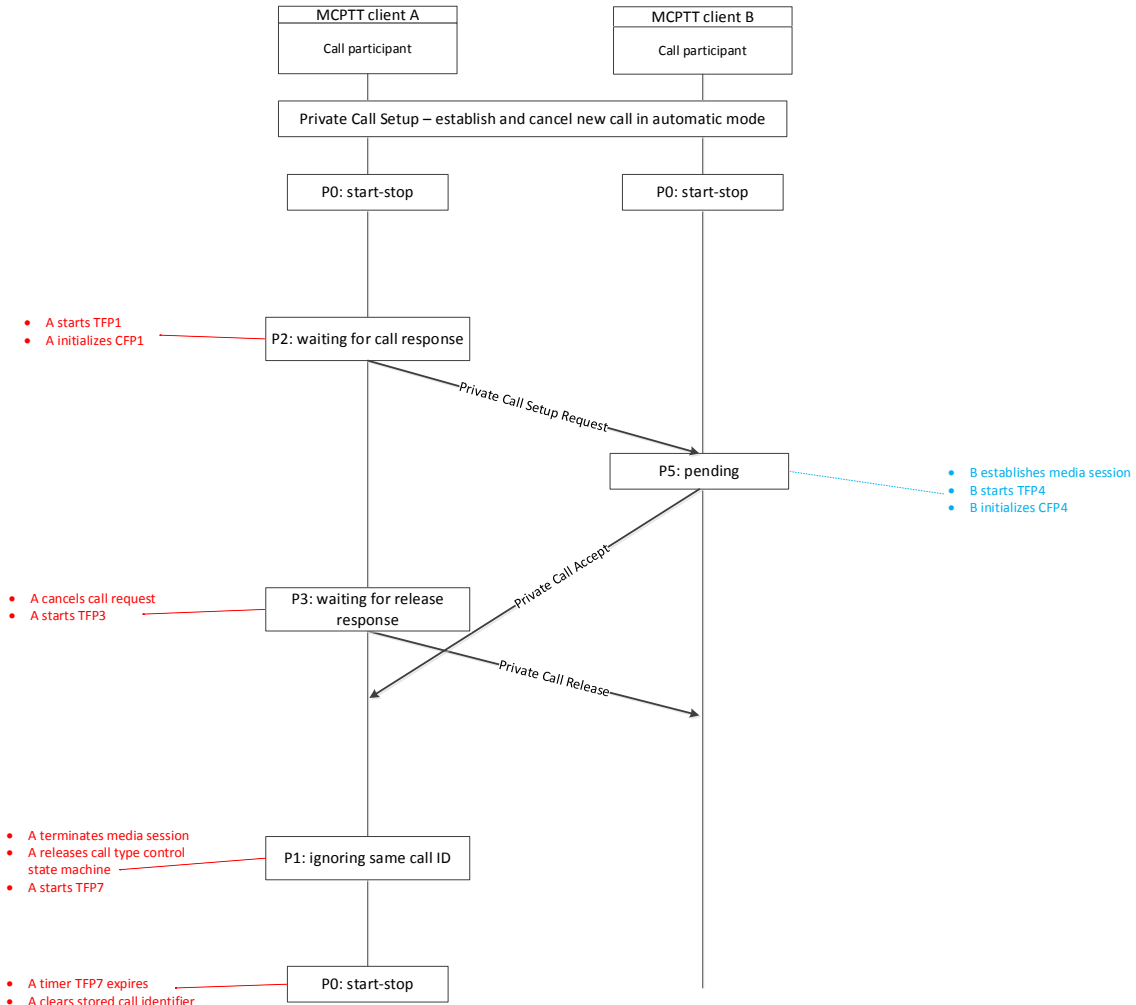 MCPTT client A
Call participant
MCPTT client B
Call participant
Private Call Setup – establish and cancel new call in automatic mode
P0: start-stop
P0: start-stop
• A starts TFP1
• A initializes CFP1
P2: waiting for call response
Private Call Setup Request
P5: pending
• B establishes media session
• B starts TFP4
• B initializes CFP4
Private Call Accept
• A cancels call request
• A starts TFP3
P3: waiting for release
response
Private Call Release
• A terminates media session
• A releases call type control
state machine
• A starts TFP7
P1: ignoring same call ID
• A timer TFP7 expires
• A clears stored call identifier
P0: start-stop